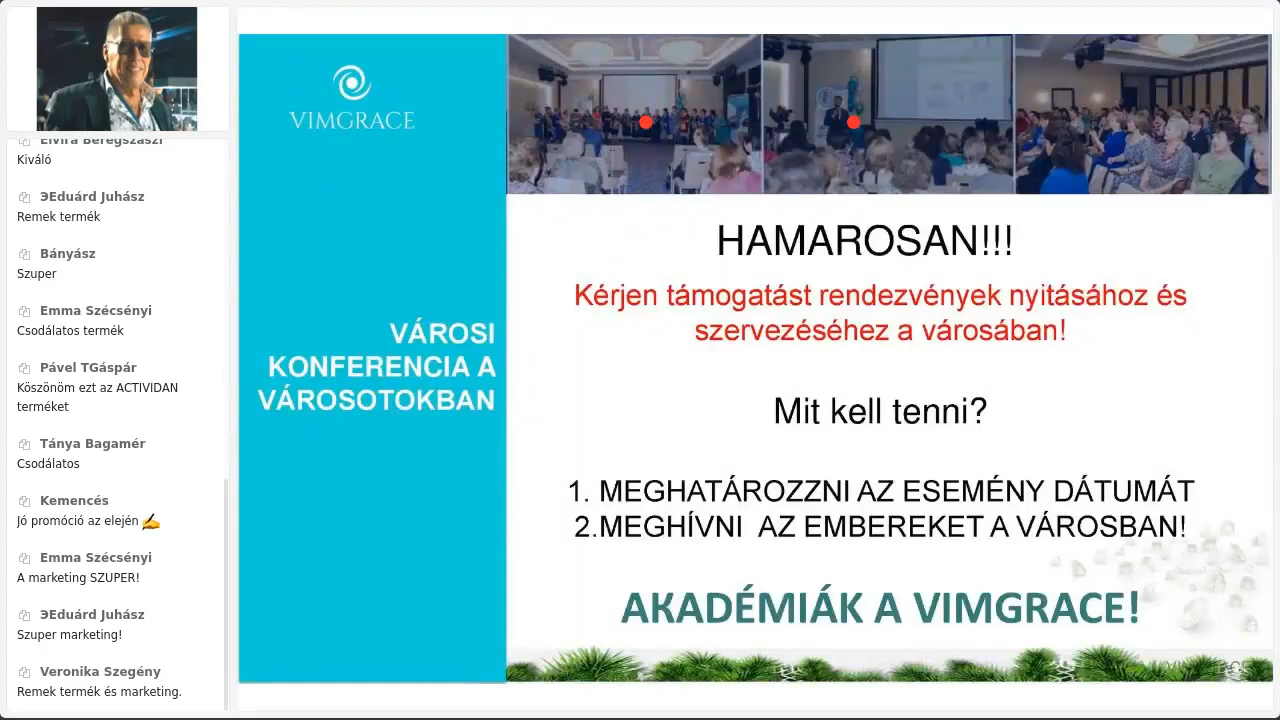 Elvira Beregszászi
Kiváló
ЭEduárd Juhász
Remek termék
Bányász
Szuper
Emma Szécsényi
Csodálatos termék
Pável TGáspár
Köszönöm ezt az ACTIVIDAN
terméket
Tánya Bagamér
Csodálatos
Kemencés
Jó promóció az elején ✍
Emma Szécsényi
A marketing SZUPER!
ЭEduárd Juhász
Szuper marketing!
Veronika Szegény
Remek termék és marketing.
VIMGRACE
VÁROSI
KONFERENCIA A
VÁROSOTOKBAN
HAMAROSAN!!!
Kérjen támogatást rendezvények nyitásához és
szervezéséhez a városában!
Mit kell tenni?
1. MEGHATÁROZZNI AZ ESEMÉNY DÁTUMÁT
2.MEGHÍVNI AZ EMBEREKET A VÁROSBAN!
AKADÉMIÁK A VIMGRACE!